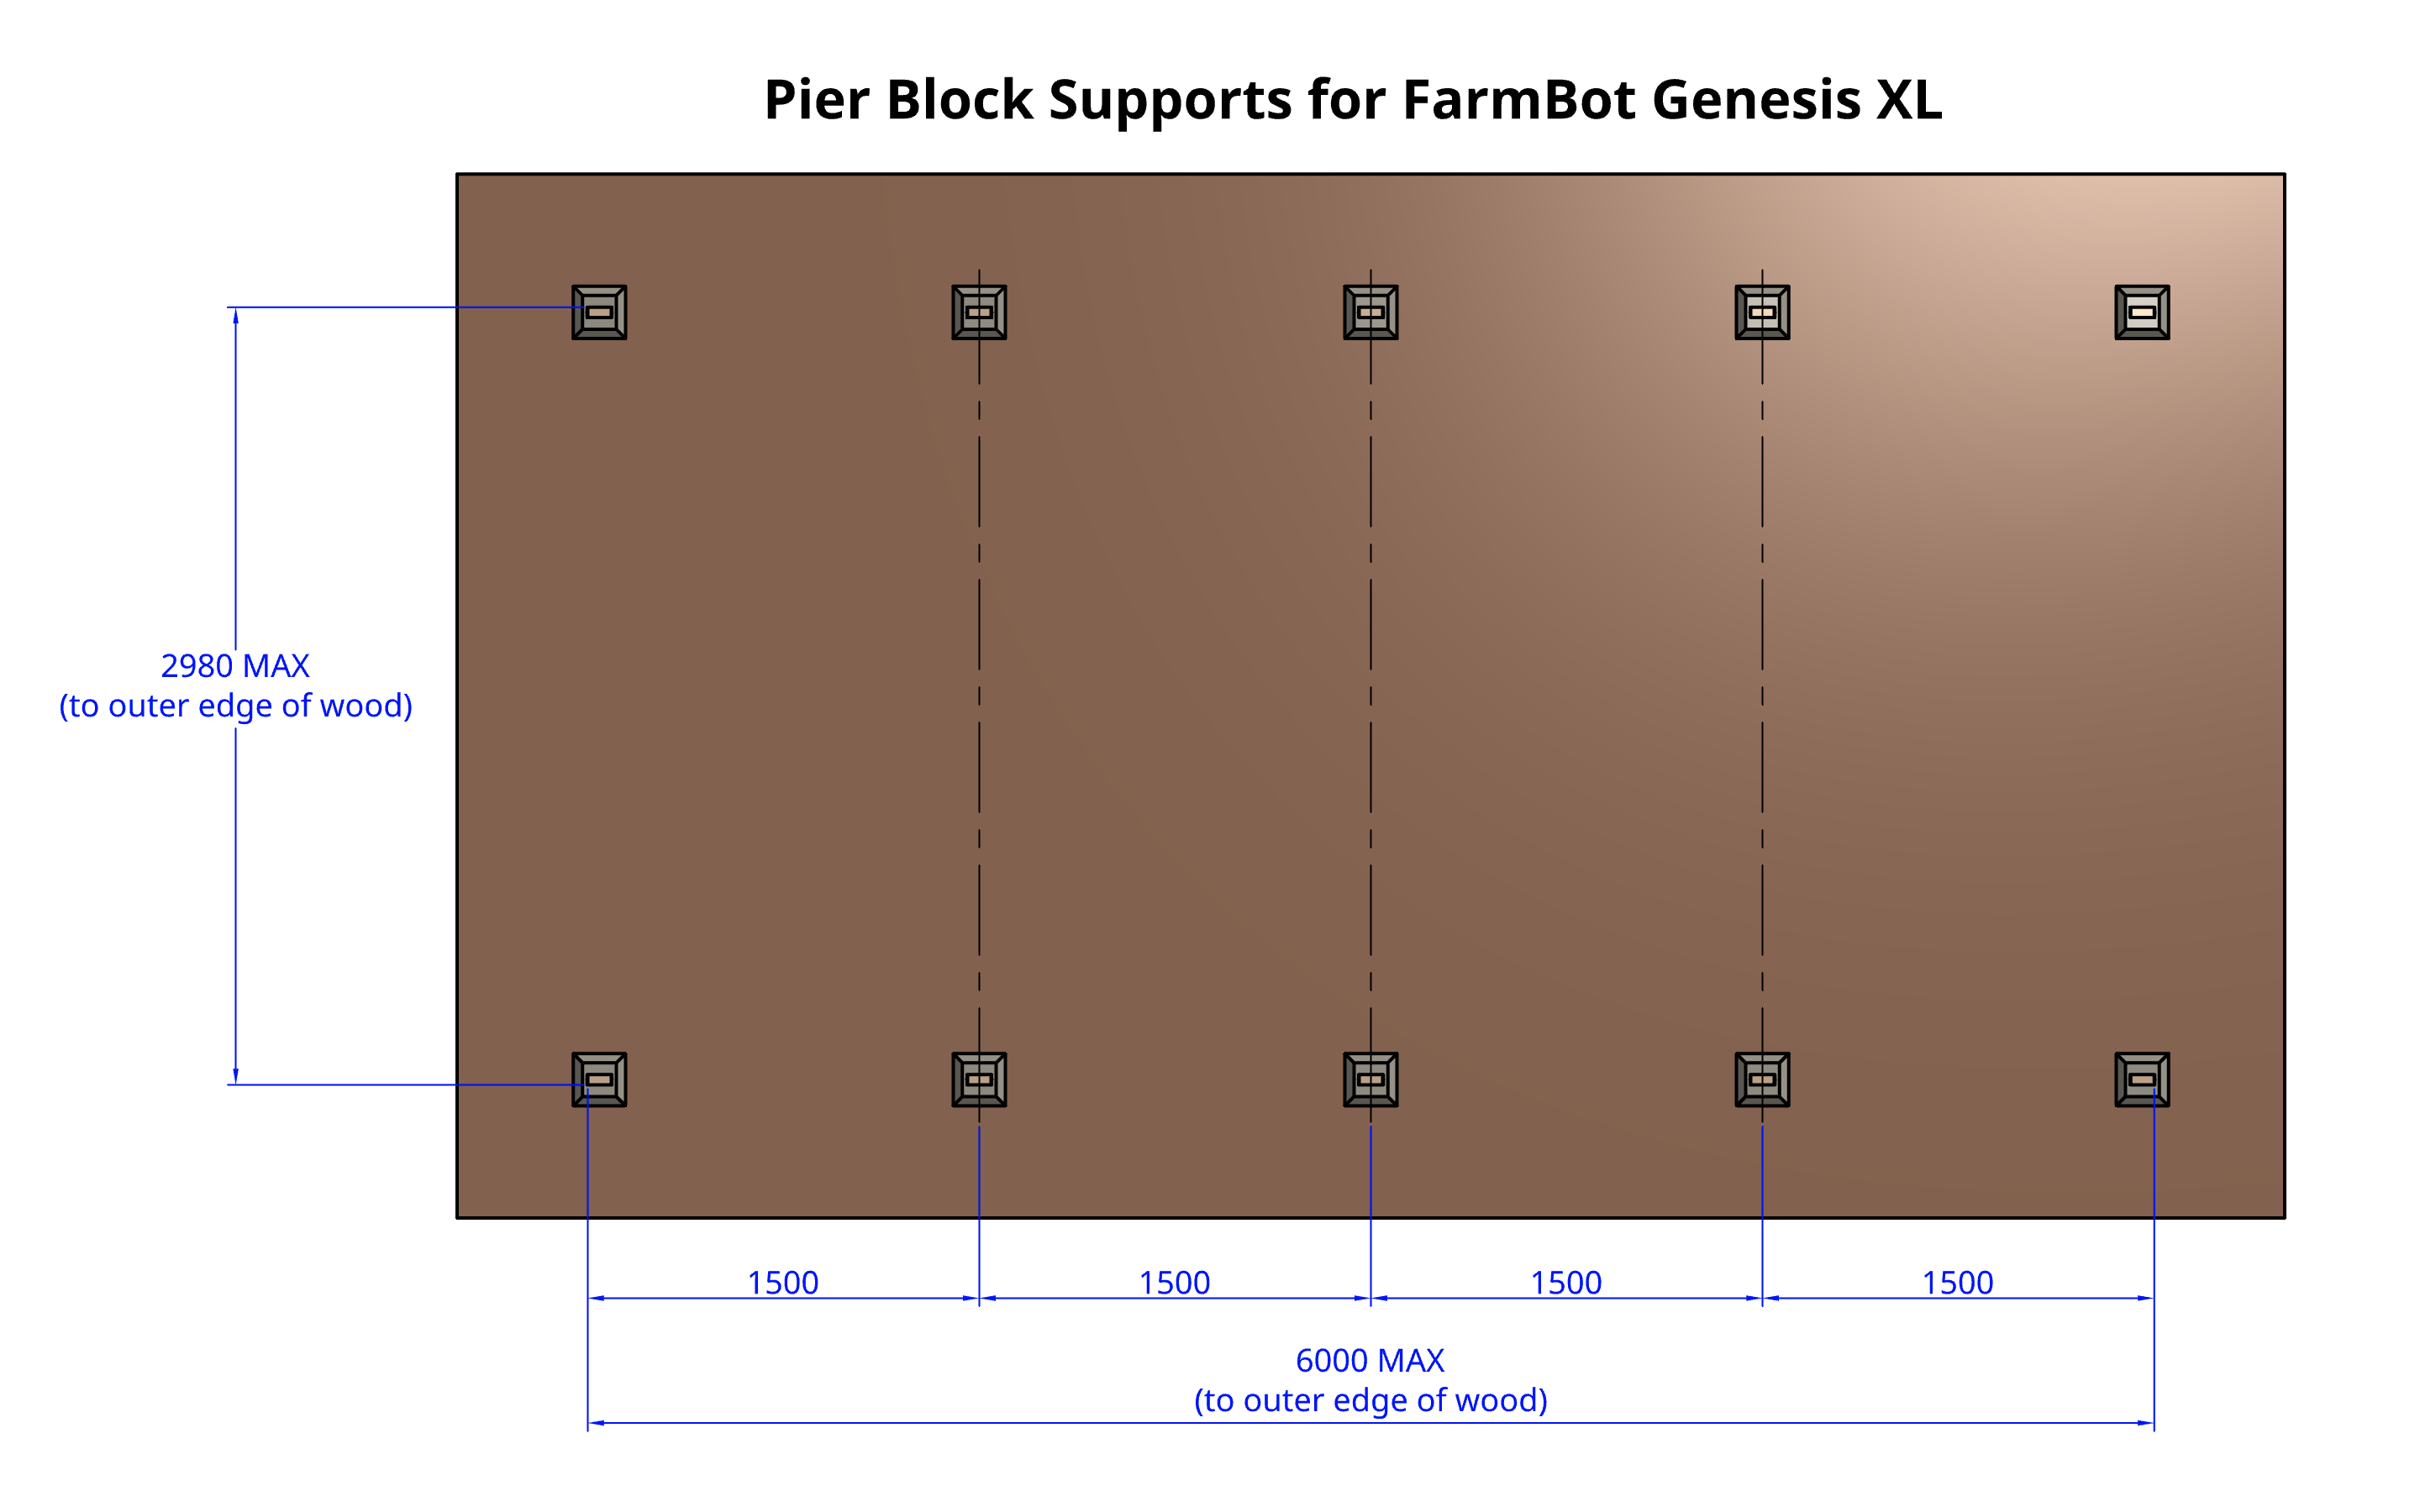 Pier Block Supports for FarmBot Genesis XL
2980 MAX
(to outer edge of wood)
1500
1500
1500
1500
6000 MAX
(to outer edge of wood)